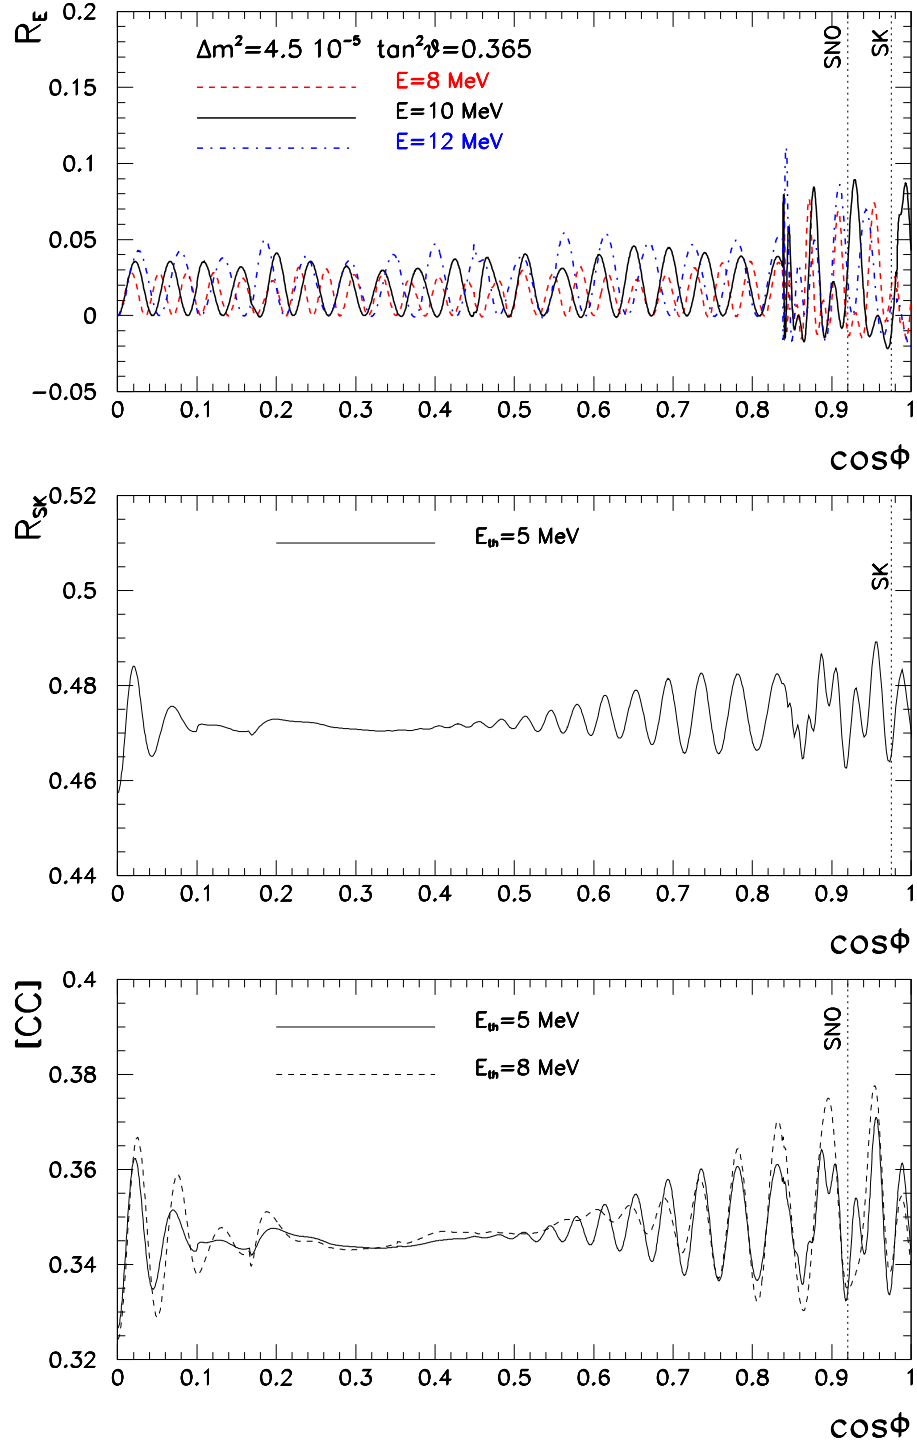 R_E
0.2
0.15
0.1
0.05
0
−0.05
Δm²=4.5 10⁻⁵ tan²ϑ=0.365
E=8 MeV
E=10 MeV
E=12 MeV
SNO
SK
0 0.1 0.2 0.3 0.4 0.5 0.6 0.7 0.8 0.9 1
cosΦ
R_SK
0.52
0.5
0.48
0.46
0.44
E_th=5 MeV
SK
0 0.1 0.2 0.3 0.4 0.5 0.6 0.7 0.8 0.9 1
cosΦ
[CC]
0.4
0.38
0.36
0.34
0.32
E_th=5 MeV
E_th=8 MeV
SNO
0 0.1 0.2 0.3 0.4 0.5 0.6 0.7 0.8 0.9 1
cosΦ